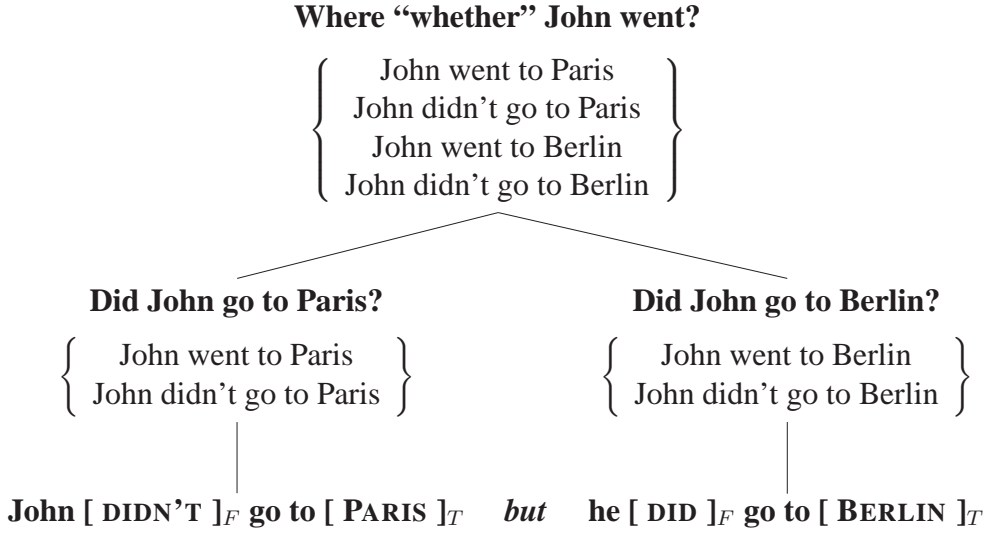 Where “whether” John went?
John went to Paris
John didn’t go to Paris
John went to Berlin
John didn’t go to Berlin
Did John go to Paris? Did John go to Berlin?
John went to Paris John went to Berlin
John didn’t go to Paris John didn’t go to Berlin
John [ DIDN’T ]F go to [ PARIS ]T but he [ DID ]F go to [ BERLIN ]T